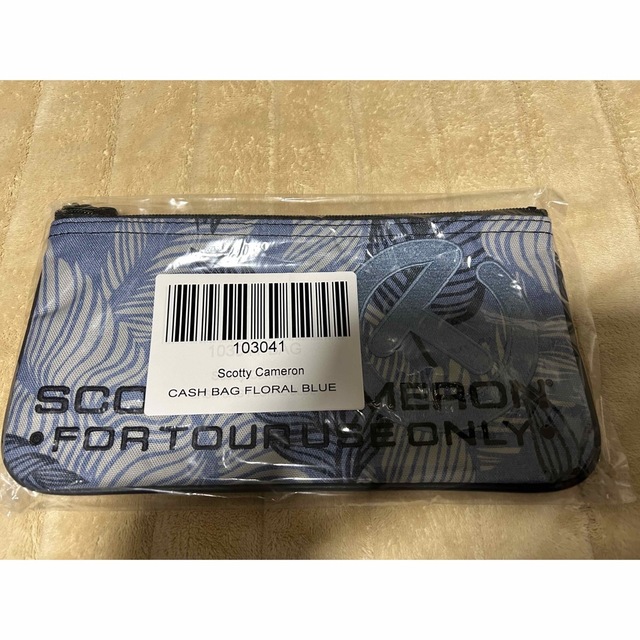 103041
Scotty Cameron
CASH BAG FLORAL BLUE
SCO MERON
• FOR TOUR USE ONLY •